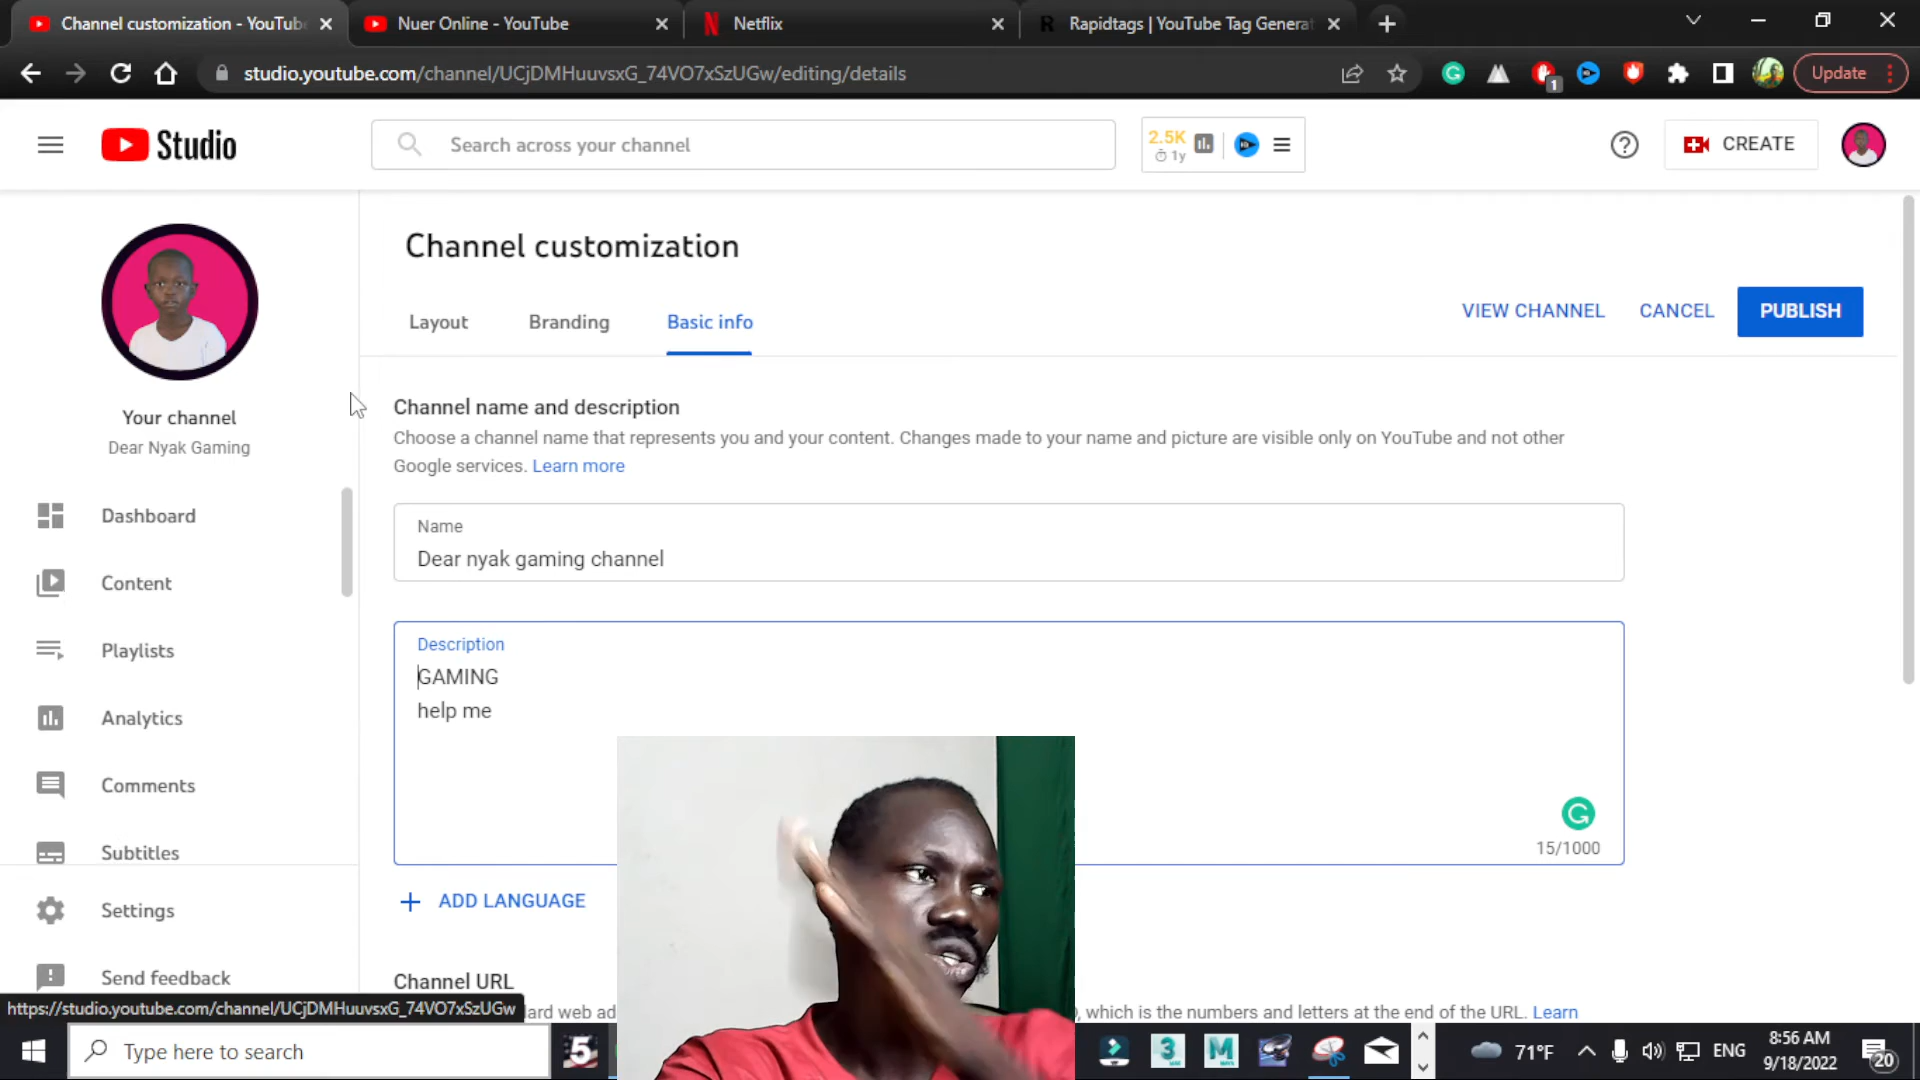 Channel customization - YouTube
Nuer Online - YouTube
Netflix
Rapidtags | YouTube Tag Generat
studio.youtube.com/channel/UCjDMHuuvsxG_74VO7xSzUGw/editing/details
1
Update
Studio
Search across your channel
2.5K
1y
CREATE
Channel customization
Layout
Branding
Basic info
VIEW CHANNEL
CANCEL
PUBLISH
Your channel
Dear Nyak Gaming
Dashboard
Content
Playlists
Analytics
Comments
Subtitles
Settings
Send feedback
Channel name and description
Choose a channel name that represents you and your content. Changes made to your name and picture are visible only on YouTube and not other
Google services. Learn more
Name
Dear nyak gaming channel
Description
GAMING
help me
15/1000
ADD LANGUAGE
Channel URL
dard web ad
, which is the numbers and letters at the end of the URL. Learn
https://studio.youtube.com/channel/UCjDMHuuvsxG_74VO7xSzUGw
Type here to search
5
3
M
71°F
ENG
8:56 AM
9/18/2022
20